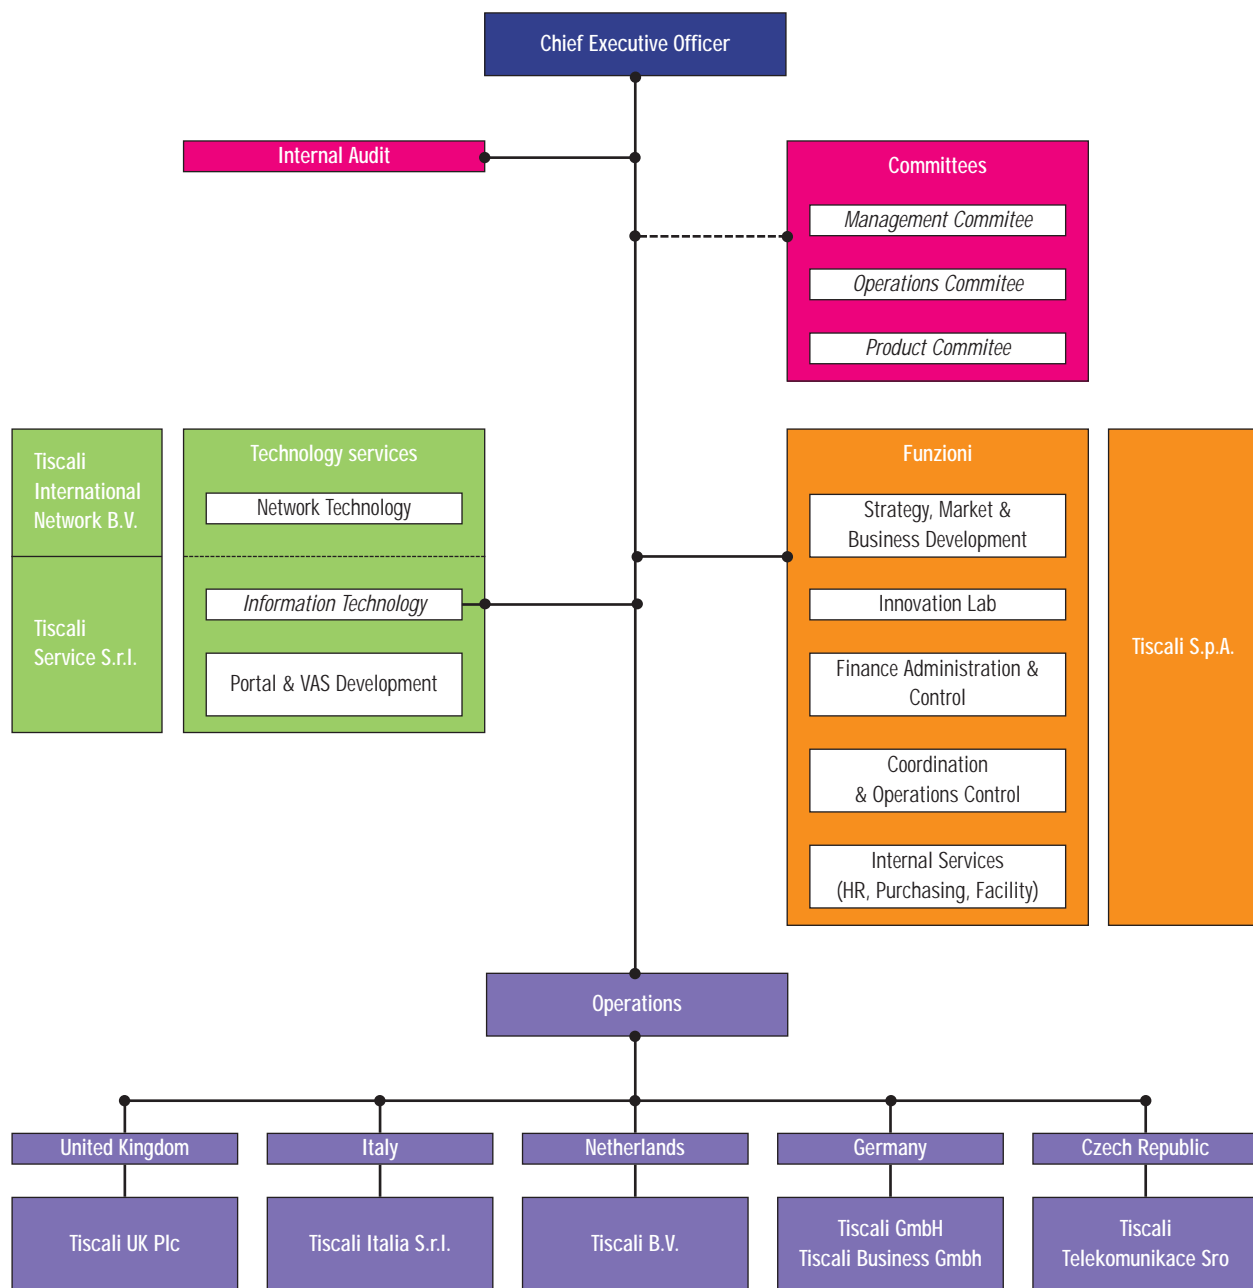 Chief Executive Officer
Internal Audit
Committees
Management Commitee
Operations Commitee
Product Commitee
Tiscali
International
Network B.V.
Tiscali
Service S.r.l.
Technology services
Network Technology
Information Technology
Portal & VAS Development
Funzioni
Strategy, Market &
Business Development
Innovation Lab
Finance Administration &
Control
Coordination
& Operations Control
Internal Services
(HR, Purchasing, Facility)
Tiscali S.p.A.
Operations
United Kingdom
Italy
Netherlands
Germany
Czech Republic
Tiscali UK Plc
Tiscali Italia S.r.l.
Tiscali B.V.
Tiscali GmbH
Tiscali Business Gmbh
Tiscali
Telekomunikace Sro